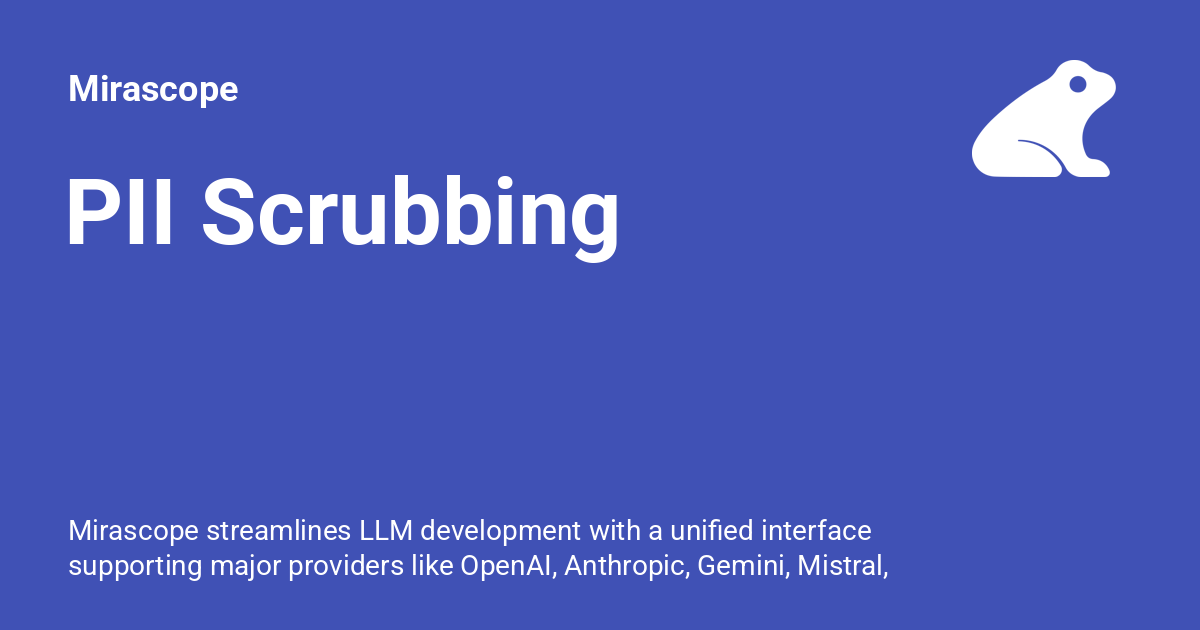 Mirascope
PII Scrubbing
Mirascope streamlines LLM development with a unified interface
supporting major providers like OpenAI, Anthropic, Gemini, Mistral,